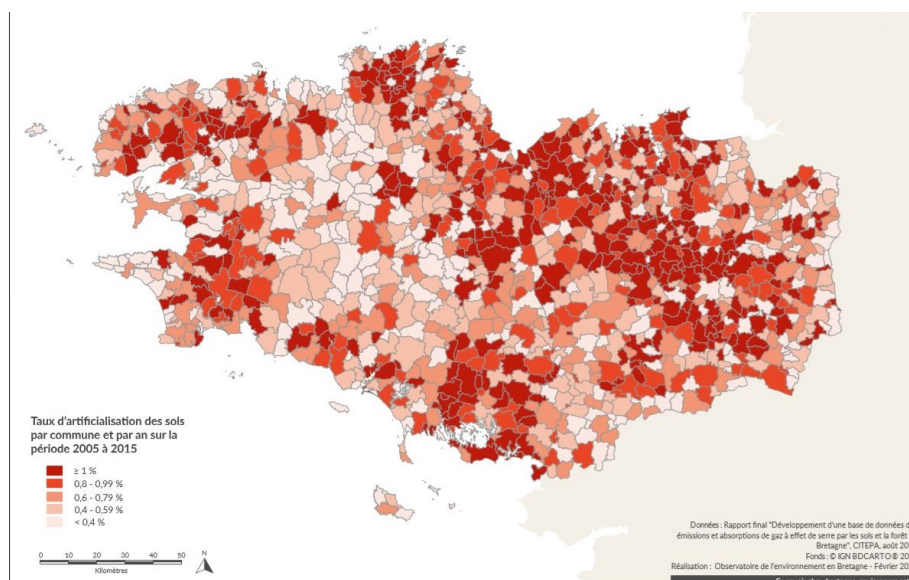 Taux d'artificialisation des sols
par commune et par an sur la
période 2005 à 2015
≥ 1 %
0,8 - 0,99 %
0,6 - 0,79 %
0,4 - 0,59 %
< 0,4 %
0 10 20 30 40 50
Kilomètres
N
Données : Rapport final "Développement d'une base de données d
émissions et absorptions de gaz à effet de serre par les sols et la forêt
Bretagne", CITEPA, août 20
Fonds : © IGN BDCARTO® 20
Réalisation : Observatoire de l'environnement en Bretagne - Février 20